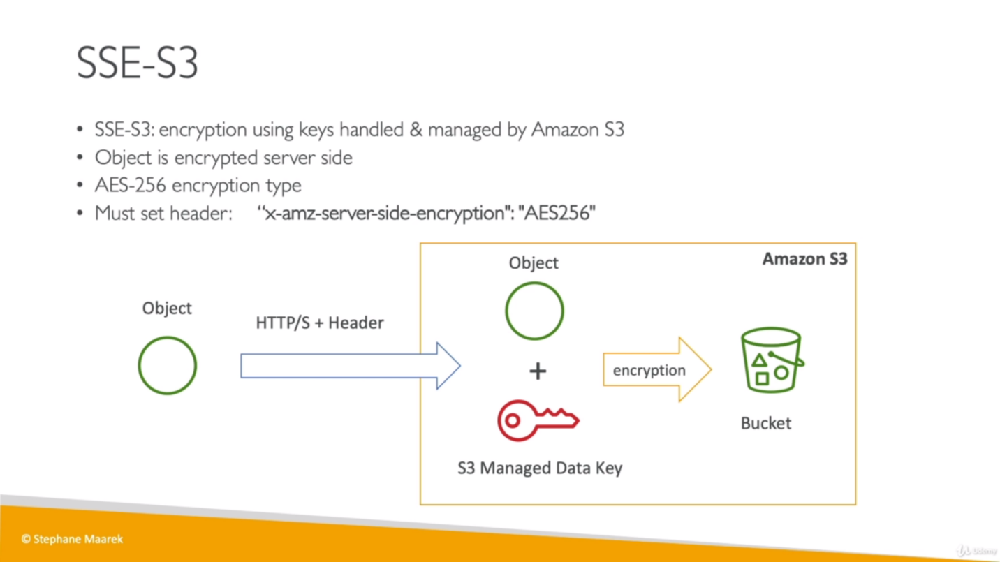 SSE-S3
• SSE-S3: encryption using keys handled & managed by Amazon S3
• Object is encrypted server side
• AES-256 encryption type
• Must set header: “x-amz-server-side-encryption": "AES256"
Amazon S3
Object
Object
HTTP/S + Header
+
encryption
Bucket
S3 Managed Data Key
© Stephane Maarek
Udemy